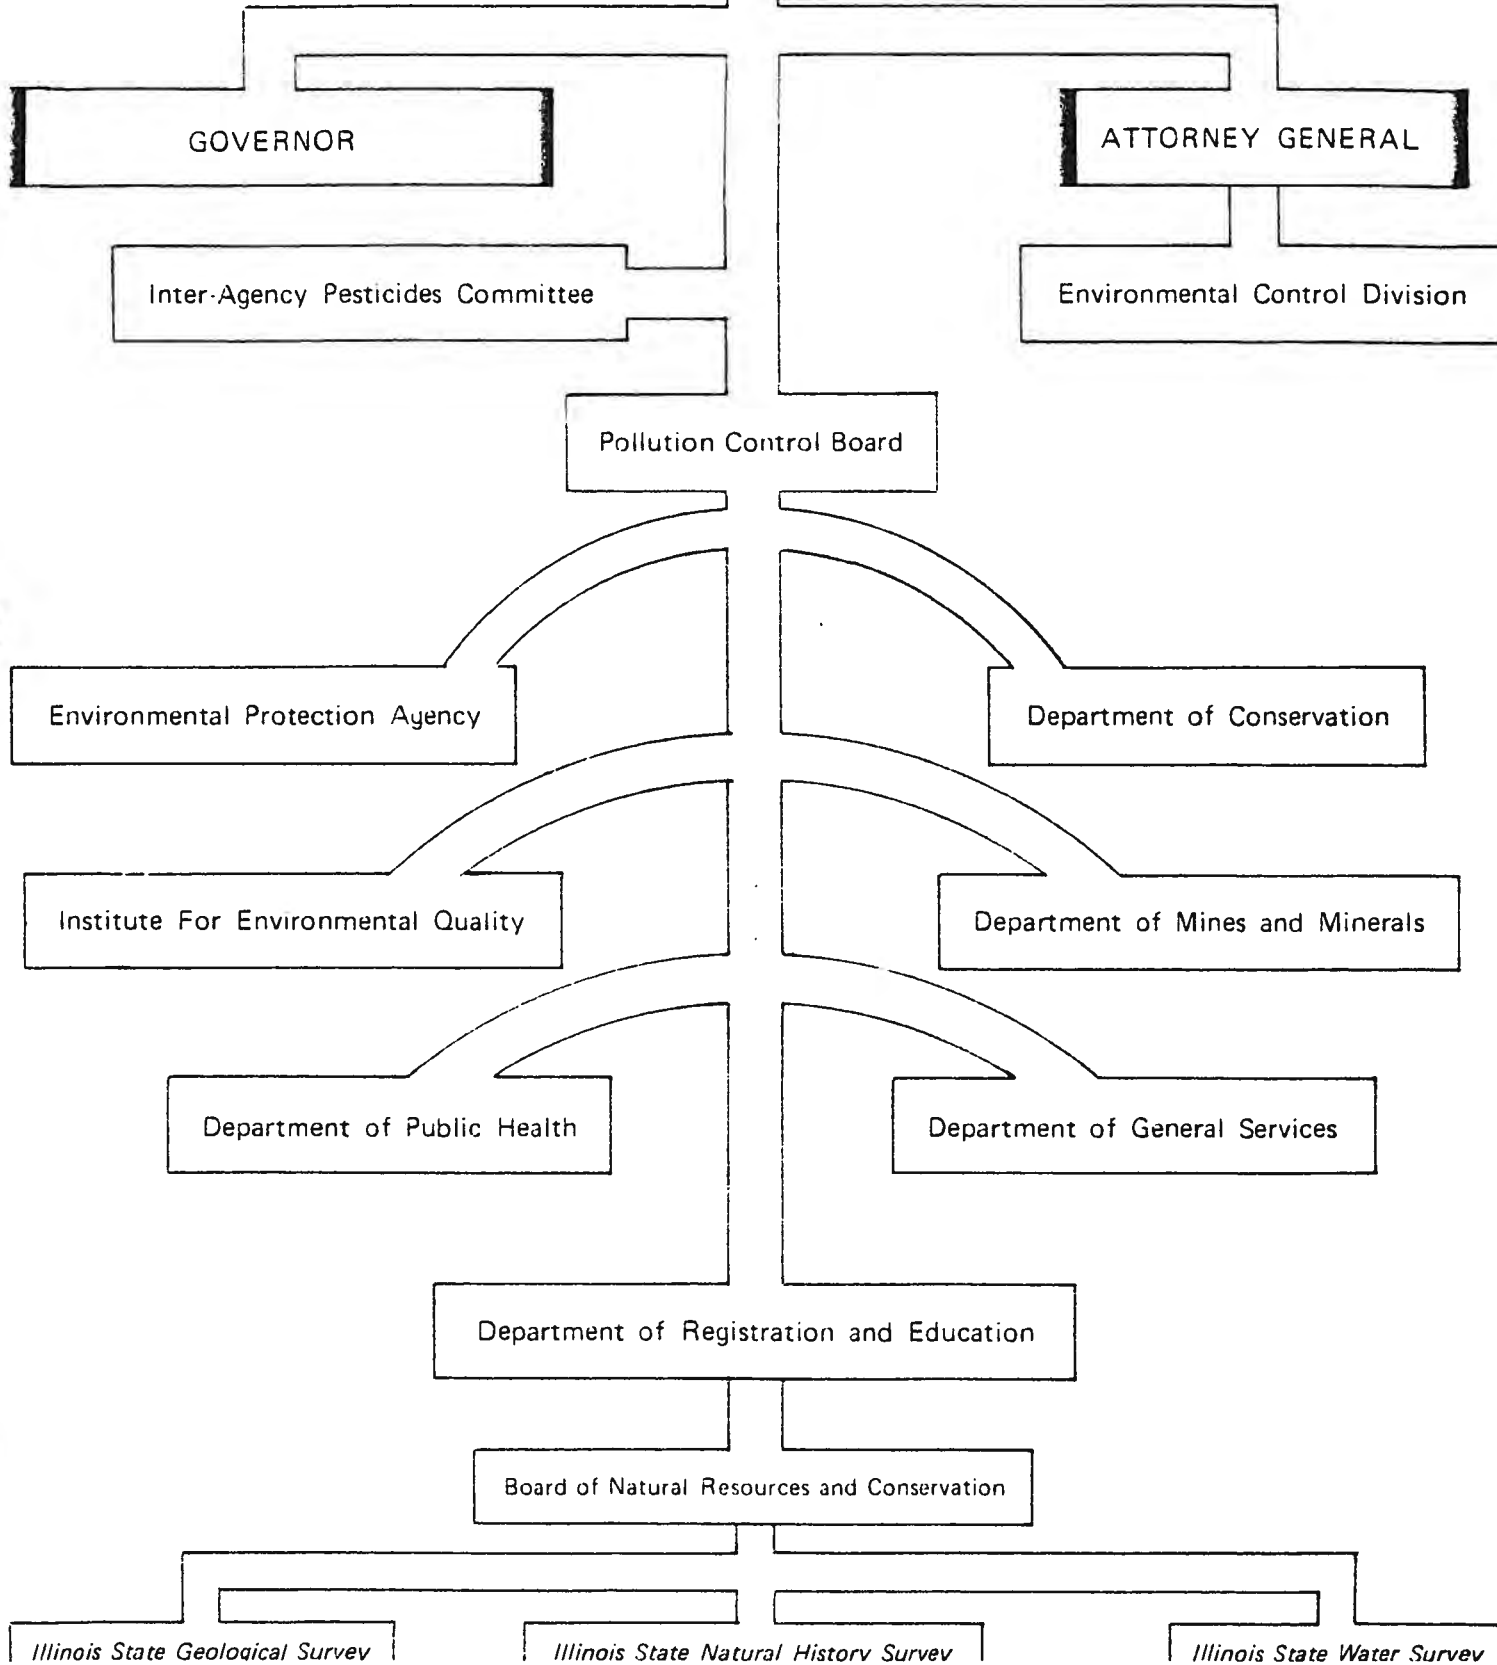 GOVERNOR
ATTORNEY GENERAL
Inter-Agency Pesticides Committee
Environmental Control Division
Pollution Control Board
Environmental Protection Agency
Department of Conservation
Institute For Environmental Quality
Department of Mines and Minerals
Department of Public Health
Department of General Services
Department of Registration and Education
Board of Natural Resources and Conservation
Illinois State Geological Survey
Illinois State Natural History Survey
Illinois State Water Survey